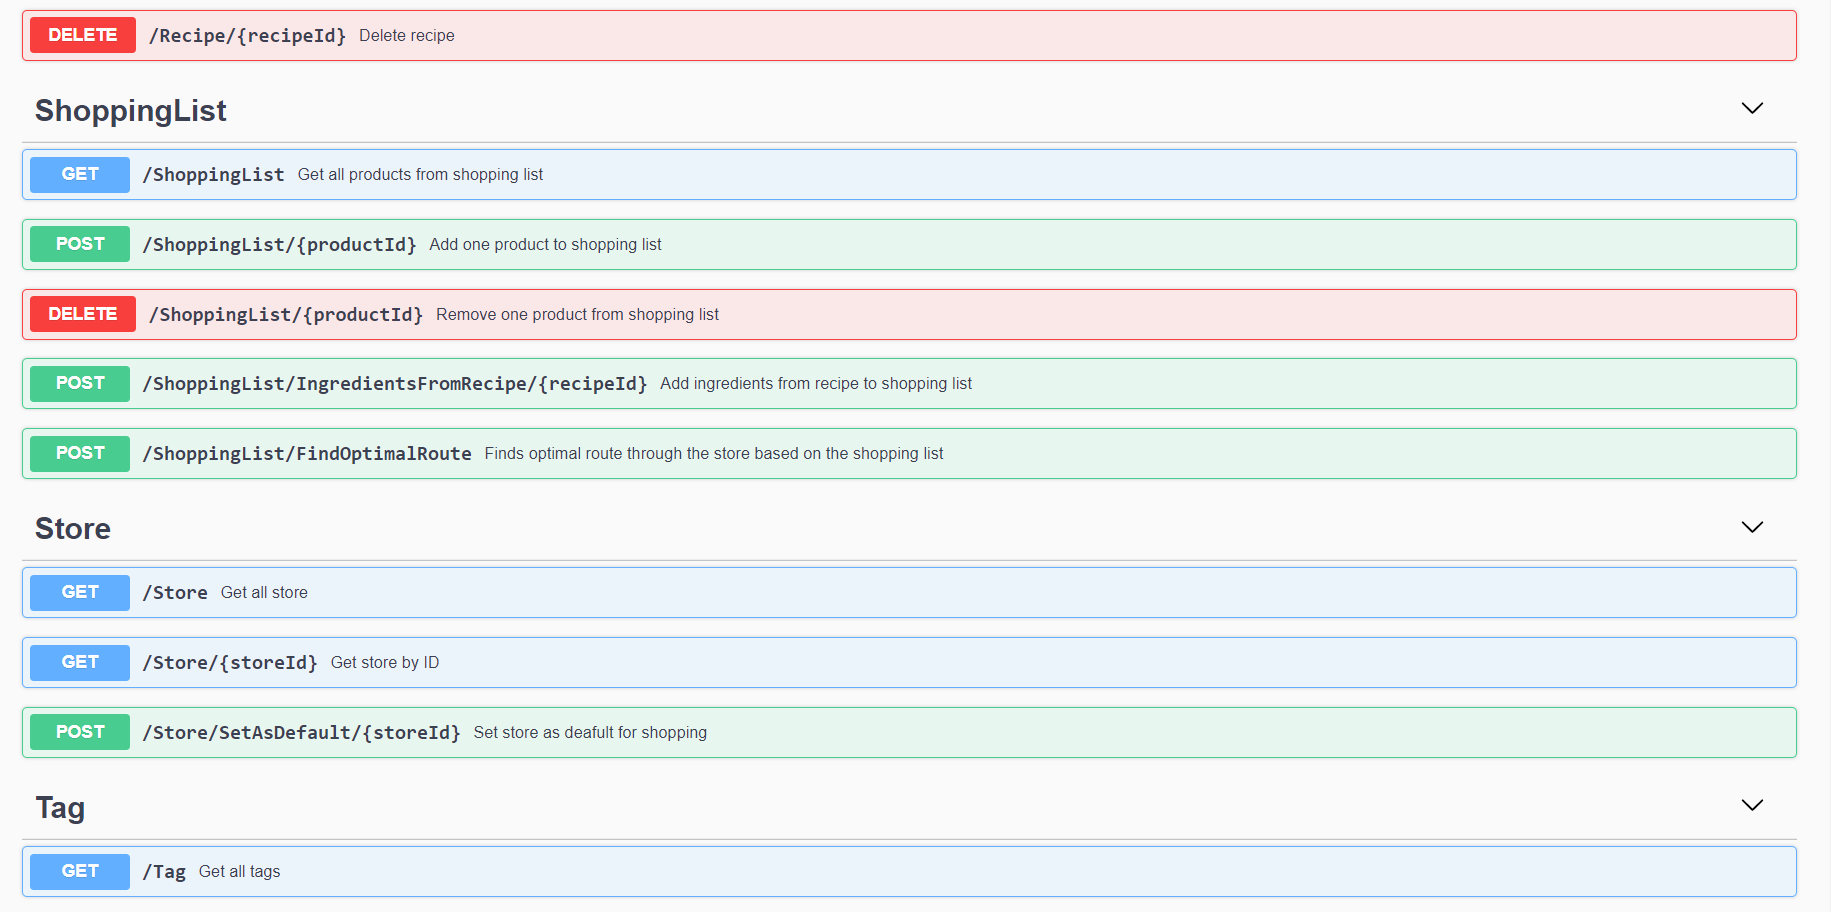 DELETE /Recipe/{recipeId} Delete recipe
ShoppingList
GET /ShoppingList Get all products from shopping list
POST /ShoppingList/{productId} Add one product to shopping list
DELETE /ShoppingList/{productId} Remove one product from shopping list
POST /ShoppingList/IngredientsFromRecipe/{recipeId} Add ingredients from recipe to shopping list
POST /ShoppingList/FindOptimalRoute Finds optimal route through the store based on the shopping list
Store
GET /Store Get all store
GET /Store/{storeId} Get store by ID
POST /Store/SetAsDefault/{storeId} Set store as deafult for shopping
Tag
GET /Tag Get all tags